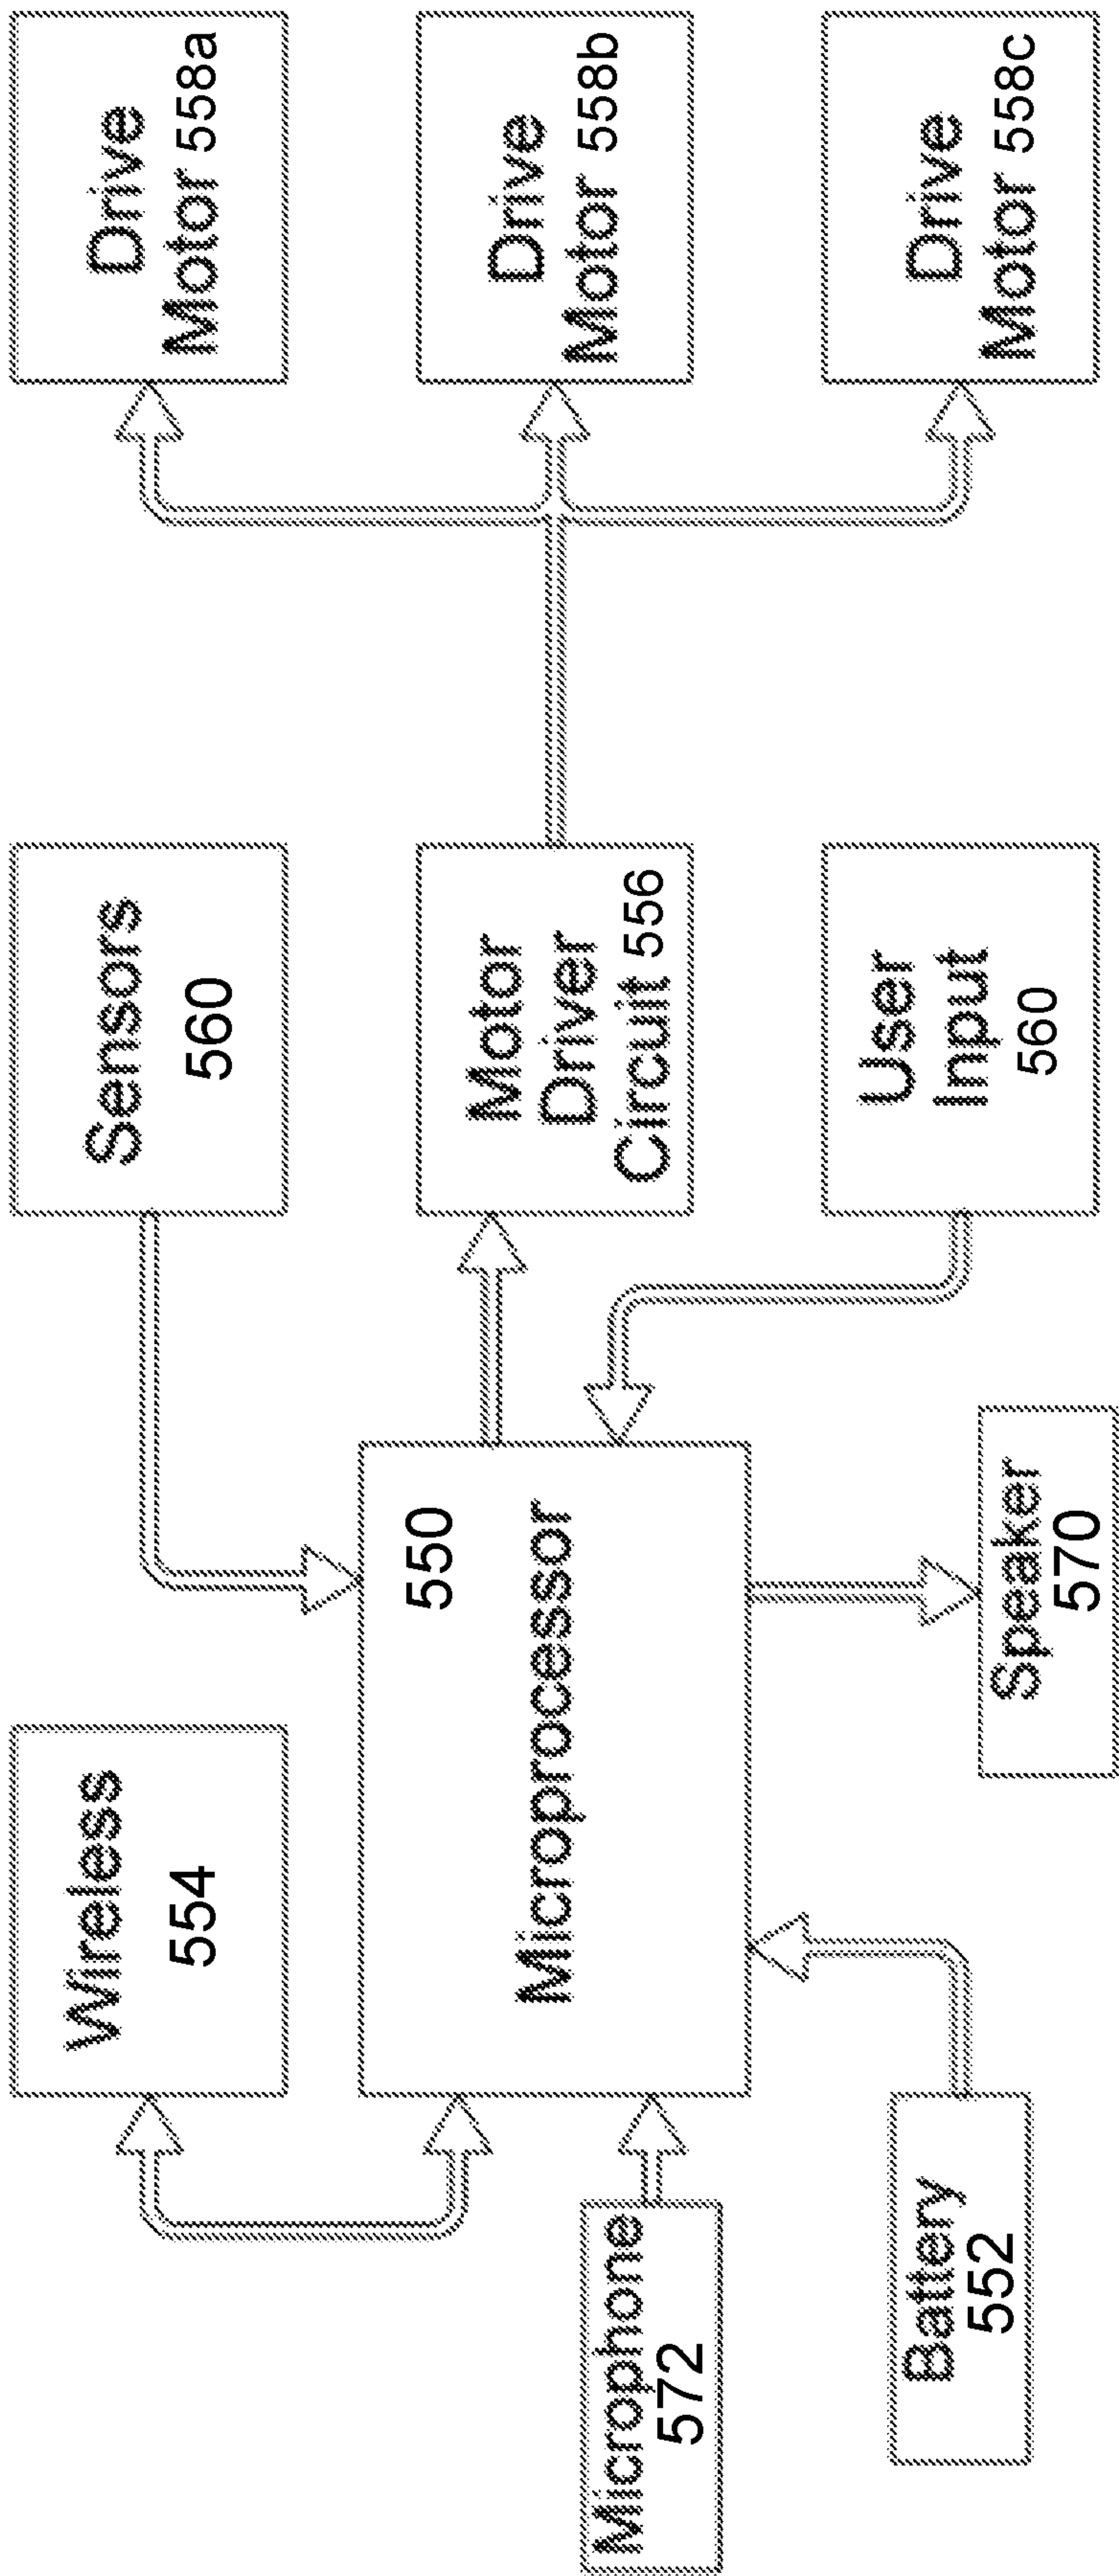 Wireless
554
Sensors
560
Drive
Motor 558a
Microphone
572
550
Microprocessor
Motor
Driver
Circuit 556
Drive
Motor 558b
Battery
552
Speaker
570
User
Input
560
Drive
Motor 558c